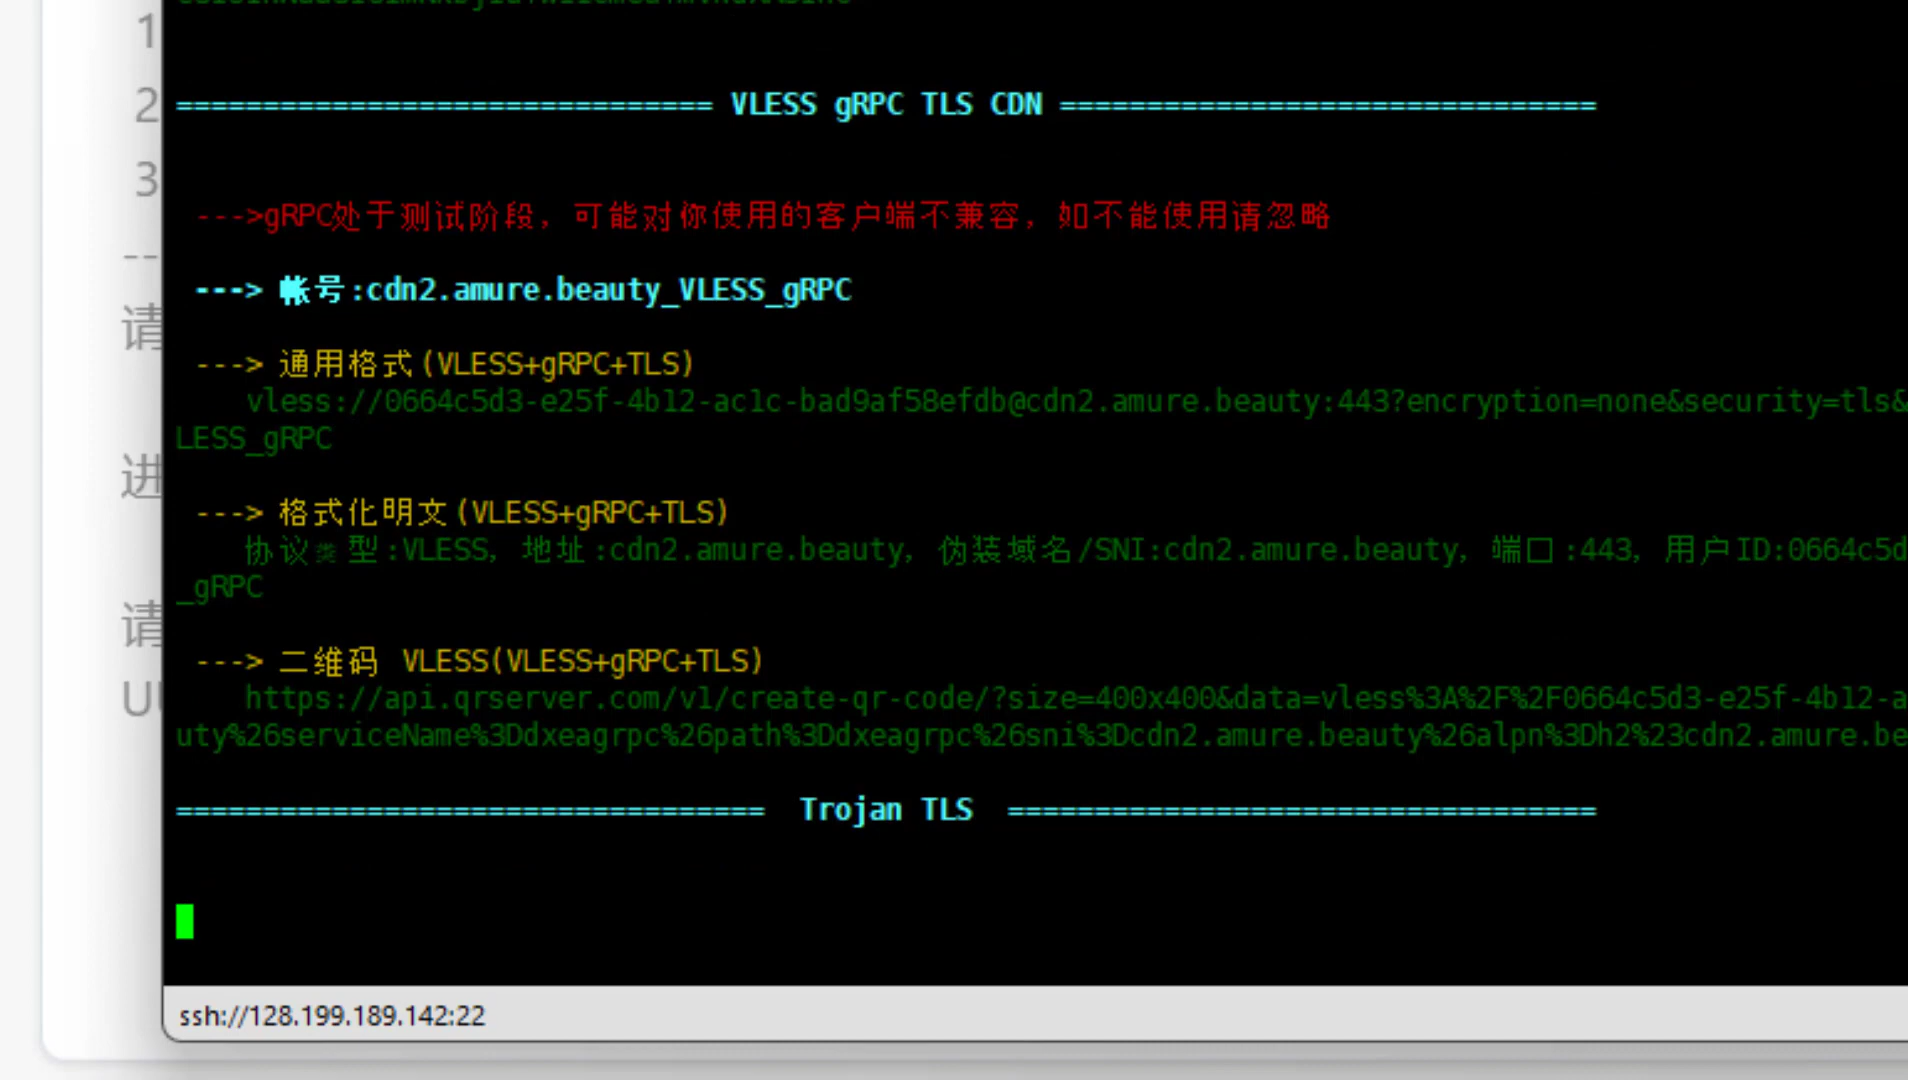 1
2 ============================== VLESS gRPC TLS CDN ==============================
3
--->gRPC处于测试阶段，可能对你使用的客户端不兼容，如不能使用请忽略
--
---> 帐号:cdn2.amure.beauty_VLESS_gRPC
请
---> 通用格式(VLESS+gRPC+TLS)
vless://0664c5d3-e25f-4b12-ac1c-bad9af58efdb@cdn2.amure.beauty:443?encryption=none&security=tls&
LESS_gRPC
进
---> 格式化明文(VLESS+gRPC+TLS)
协议类型:VLESS，地址:cdn2.amure.beauty，伪装域名/SNI:cdn2.amure.beauty，端口:443，用户ID:0664c5d
_gRPC
请
---> 二维码 VLESS(VLESS+gRPC+TLS)
https://api.qrserver.com/v1/create-qr-code/?size=400x400&data=vless%3A%2F%2F0664c5d3-e25f-4b12-a
uty%26serviceName%3Ddxeagrpc%26path%3Ddxeagrpc%26sni%3Dcdn2.amure.beauty%26alpn%3Dh2%23cdn2.amure.be
================================== Trojan TLS ==================================
ssh://128.199.189.142:22